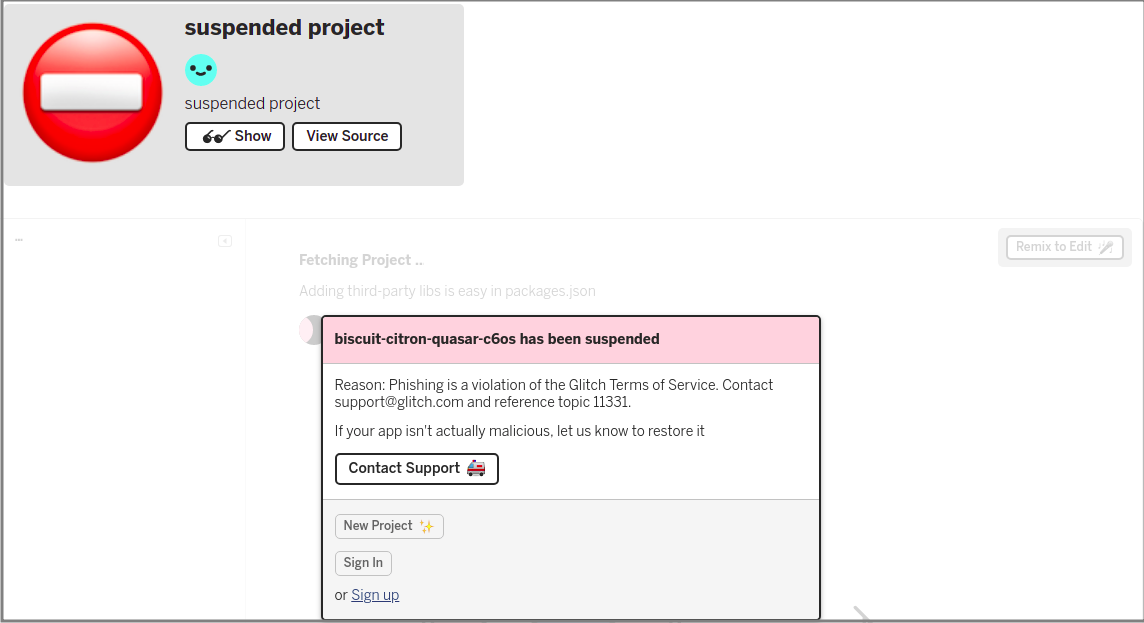 suspended project
suspended project
Show
View Source
Remix to Edit
Fetching Project ..
Adding third-party libs is easy in packages.json
biscuit-citron-quasar-c6os has been suspended
Reason: Phishing is a violation of the Glitch Terms of Service. Contact
support@glitch.com and reference topic 11331.
If your app isn't actually malicious, let us know to restore it
Contact Support
New Project
Sign In
or Sign up